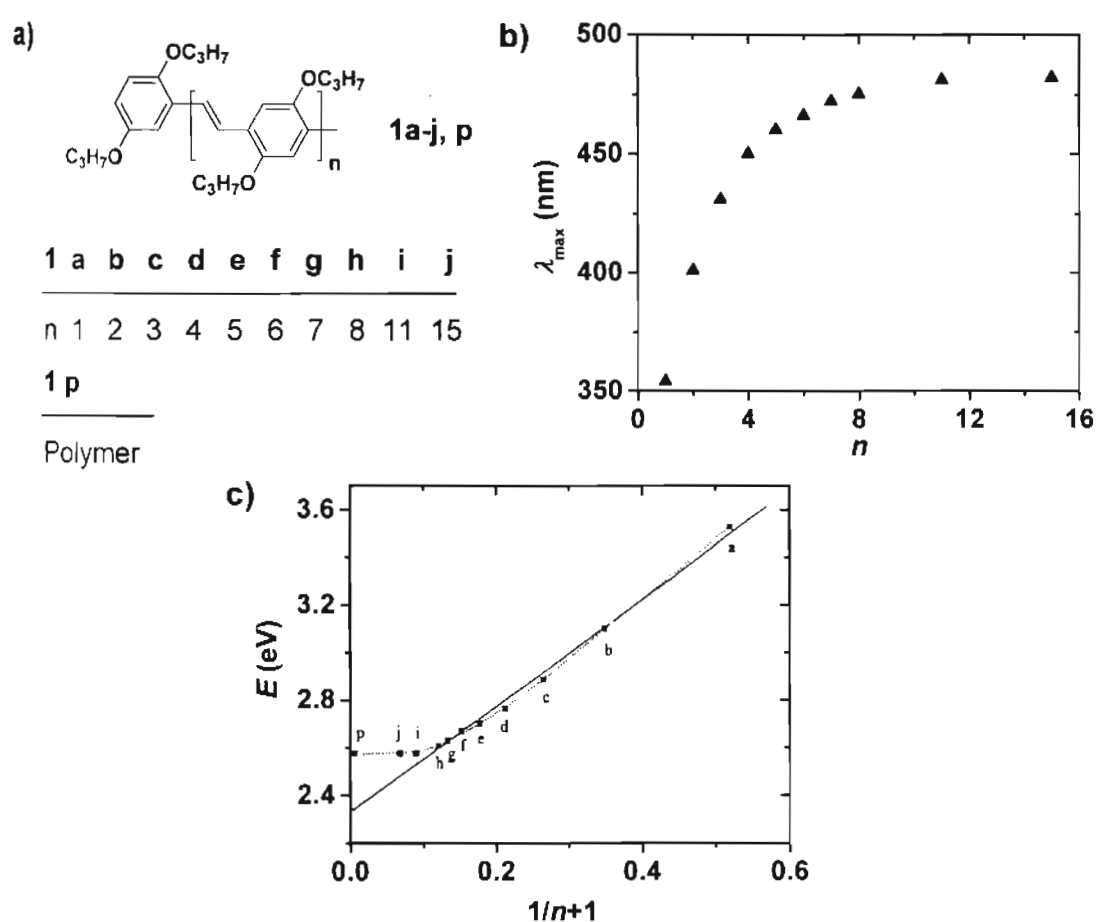 a)
OC₃H₇
OC₃H₇
C₃H₇O
C₃H₇O
n
1a-j, p
1 a b c d e f g h i j
n 1 2 3 4 5 6 7 8 11 15
1 p
Polymer
b)
500
450
400
350
λmax (nm)
0 4 8 12 16
n
c)
3.6
3.2
2.8
2.4
E (eV)
p j i h g f e d c b a
0.0 0.2 0.4 0.6
1/n+1